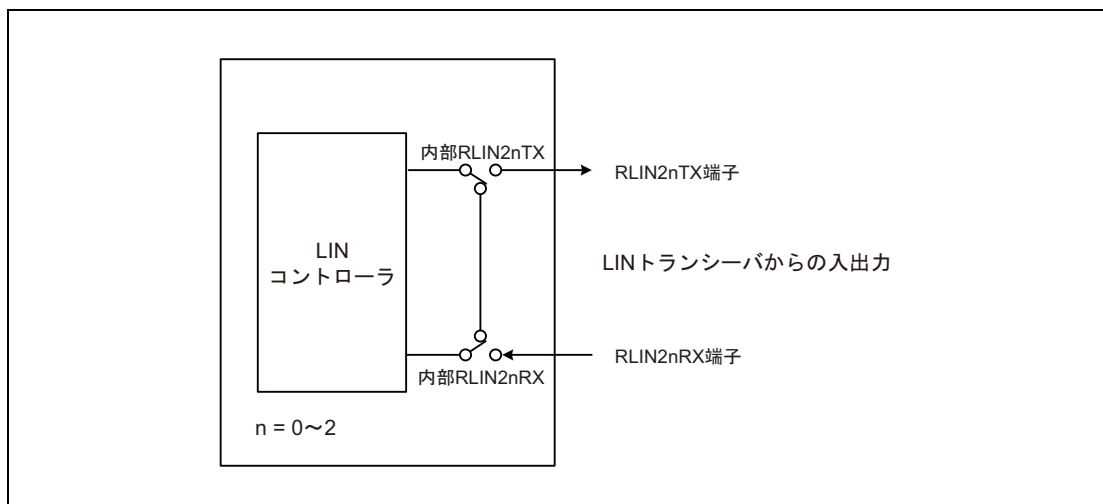 内部RLIN2nTX
RLIN2nTX端子
LIN
コントローラ
LINトランシーバからの入出力
RLIN2nRX端子
内部RLIN2nRX
n = 0～2